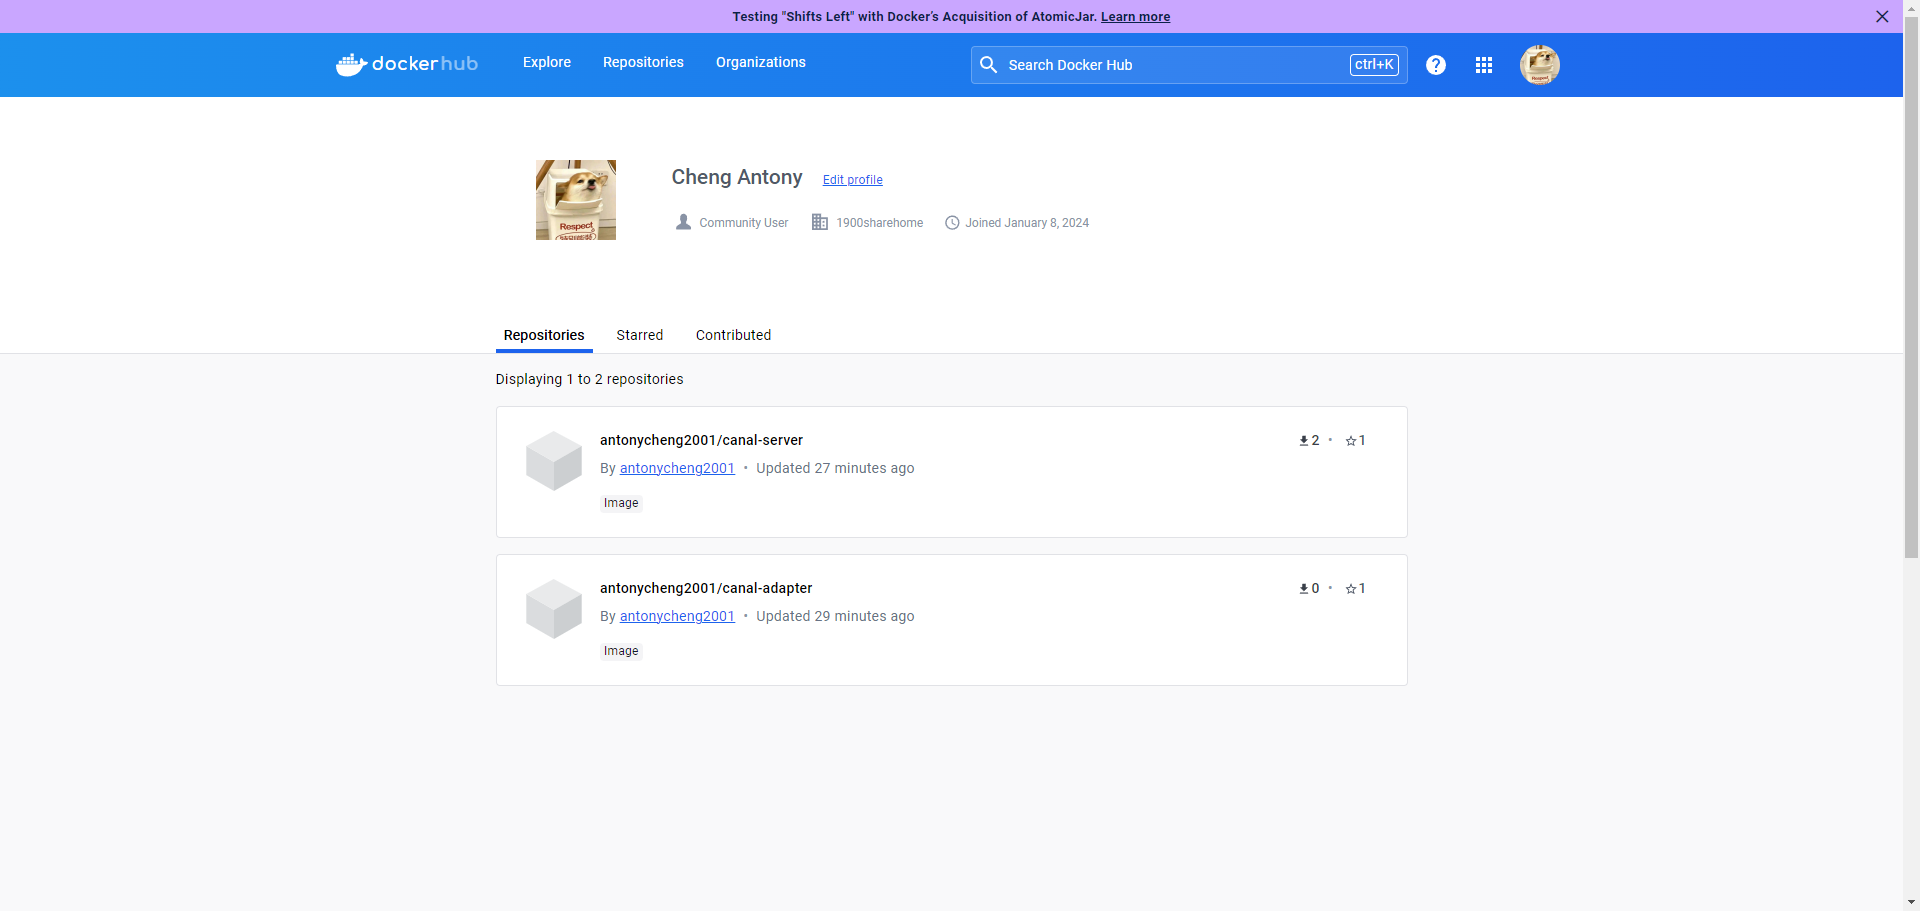 Testing "Shifts Left" with Docker's Acquisition of AtomicJar. Learn more
docker hub
Explore
Repositories
Organizations
Search Docker Hub
ctrl+K
Respect
Cheng Antony
Edit profile
Community User
1900sharehome
Joined January 8, 2024
Repositories
Starred
Contributed
Displaying 1 to 2 repositories
antonycheng2001/canal-server
2 • 1
By antonycheng2001 • Updated 27 minutes ago
Image
antonycheng2001/canal-adapter
0 • 1
By antonycheng2001 • Updated 29 minutes ago
Image